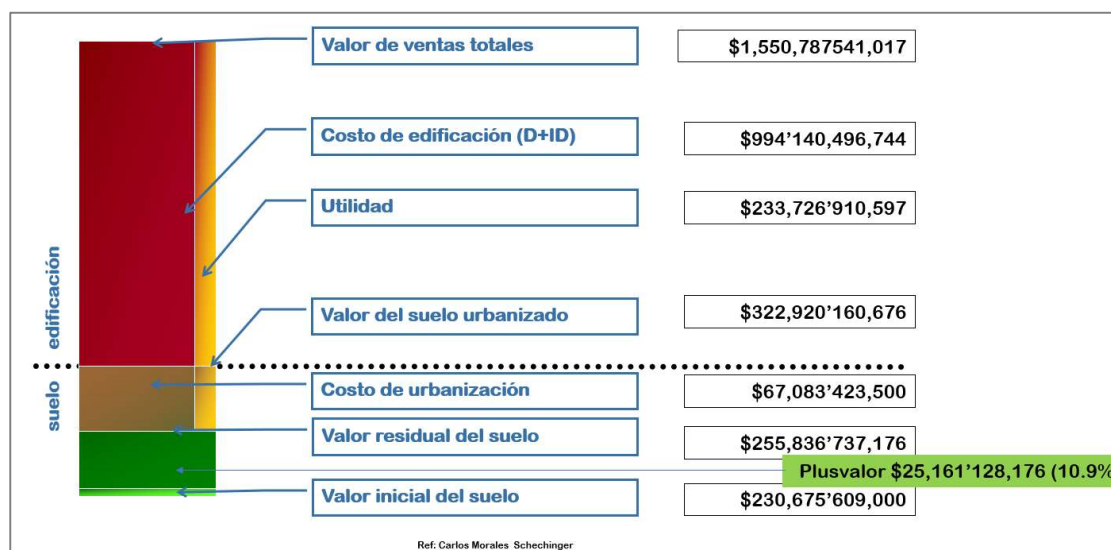 Valor de ventas totales
$1,550,787541,017
Costo de edificación (D+ID)
$994'140,496,744
Utilidad
$233,726'910,597
edificación
Valor del suelo urbanizado
$322,920'160,676
suelo
Costo de urbanización
$67,083'423,500
Valor residual del suelo
$255,836'737,176
Plusvalor $25,161'128,176 (10.9%
Valor inicial del suelo
$230,675'609,000
Ref: Carlos Morales Schechinger